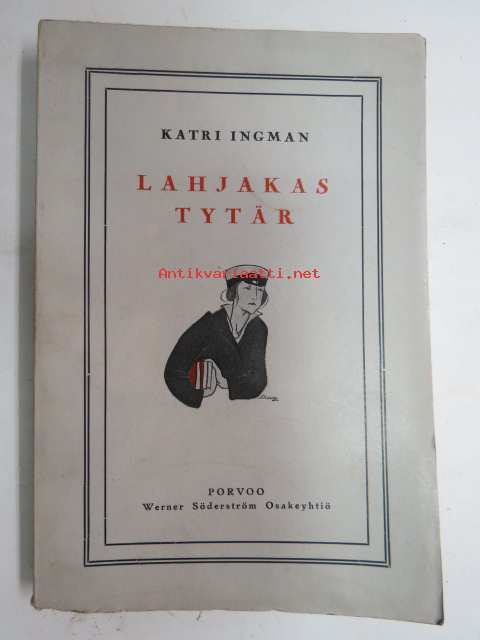 KATRI INGMAN
LAHJAKAS
TYTÄR
Antikvariaatti.net
PORVOO
Werner Söderström Osakeyhtiö